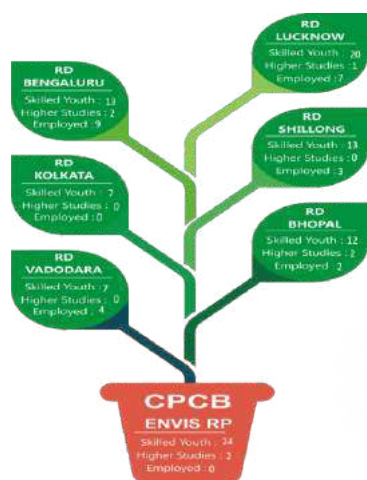 RD
LUCKNOW
Skilled Youth : 20
Higher Studies : 1
Employed : 7
RD
BENGALURU
Skilled Youth : 13
Higher Studies : 2
Employed : 9
RD
SHILLONG
Skilled Youth : 13
Higher Studies : 0
Employed : 3
RD
KOLKATA
Skilled Youth : 7
Higher Studies : 0
Employed : 0
RD
BHOPAL
Skilled Youth : 12
Higher Studies : 2
Employed : 2
RD
VADODARA
Skilled Youth : 7
Higher Studies : 0
Employed : 4
CPCB
ENVIS RP
Skilled Youth : 24
Higher Studies : 2
Employed : 0